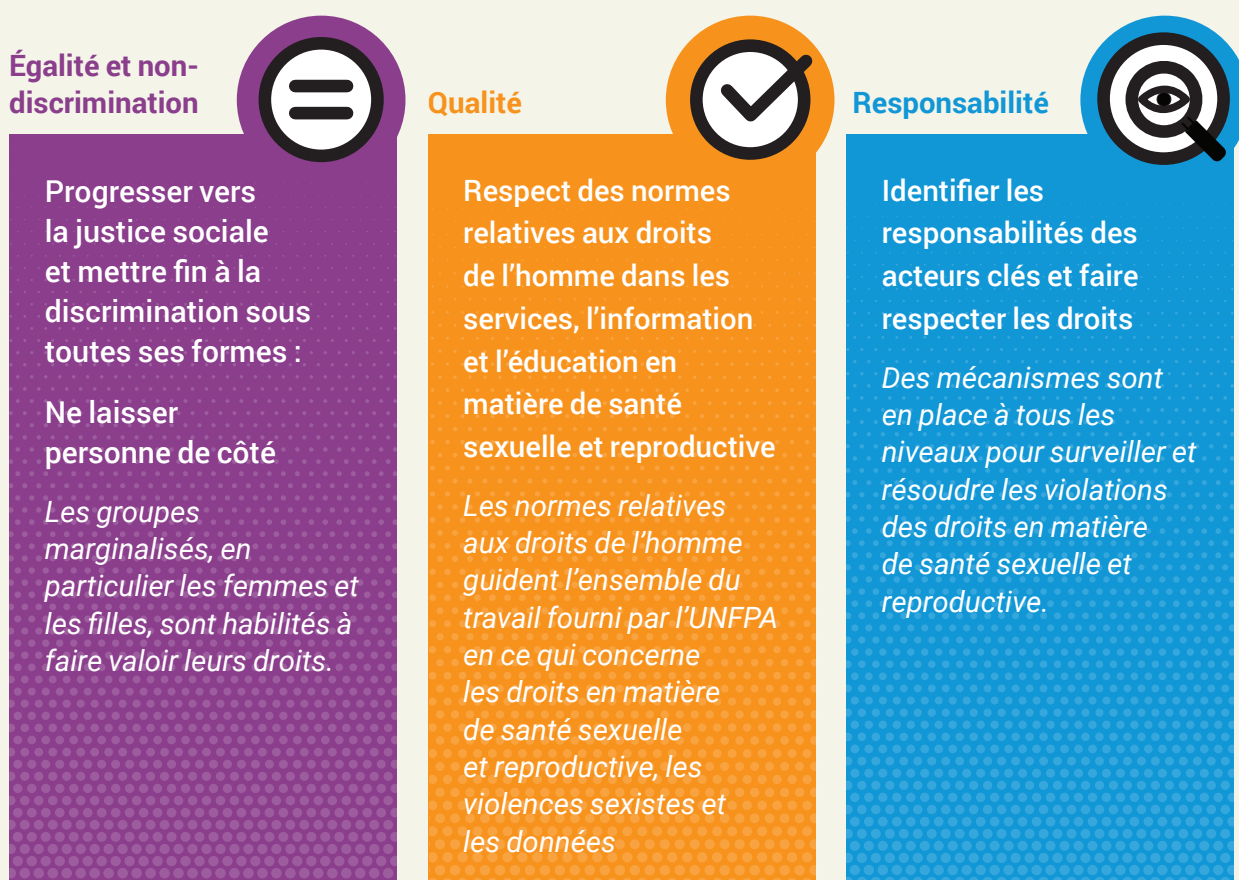 Égalité et non-
discrimination
Progresser vers
la justice sociale
et mettre fin à la
discrimination sous
toutes ses formes :
Ne laisser
personne de côté
Les groupes
marginalisés, en
particulier les femmes et
les filles, sont habilités à
faire valoir leurs droits.
Qualité
Respect des normes
relatives aux droits
de l’homme dans les
services, l’information
et l’éducation en
matière de santé
sexuelle et reproductive
Les normes relatives
aux droits de l’homme
guident l’ensemble du
travail fourni par l’UNFPA
en ce qui concerne
les droits en matière
de santé sexuelle
et reproductive, les
violences sexistes et
les données
Responsabilité
Identifier les
responsabilités des
acteurs clés et faire
respecter les droits
Des mécanismes sont
en place à tous les
niveaux pour surveiller et
résoudre les violations
des droits en matière
de santé sexuelle et
reproductive.